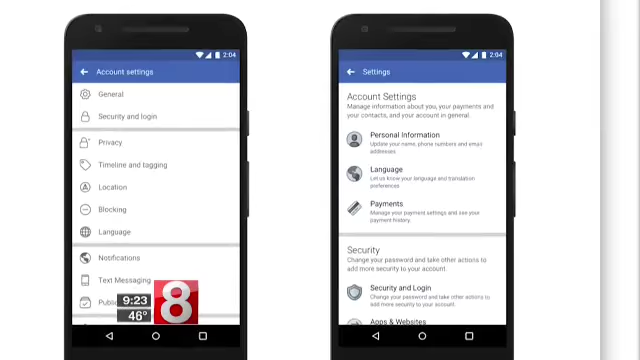 2:04
Account settings
General
Security and login
Privacy
Timeline and tagging
Location
Blocking
Language
Notifications
Text Messaging
Publ
9:23
46°
8
2:04
Settings
Account Settings
Manage information about you, your payments and
your contacts, and your account in general.
Personal Information
Update your name, phone numbers and email
addresses.
Language
Let us know your language and translation
preferences.
Payments
Manage your payment settings and see your
payment history.
Security
Change your password and take other actions to
add more security to your account.
Security and Login
Change your password and take other actions to
add more security to your account.
Apps & Websites